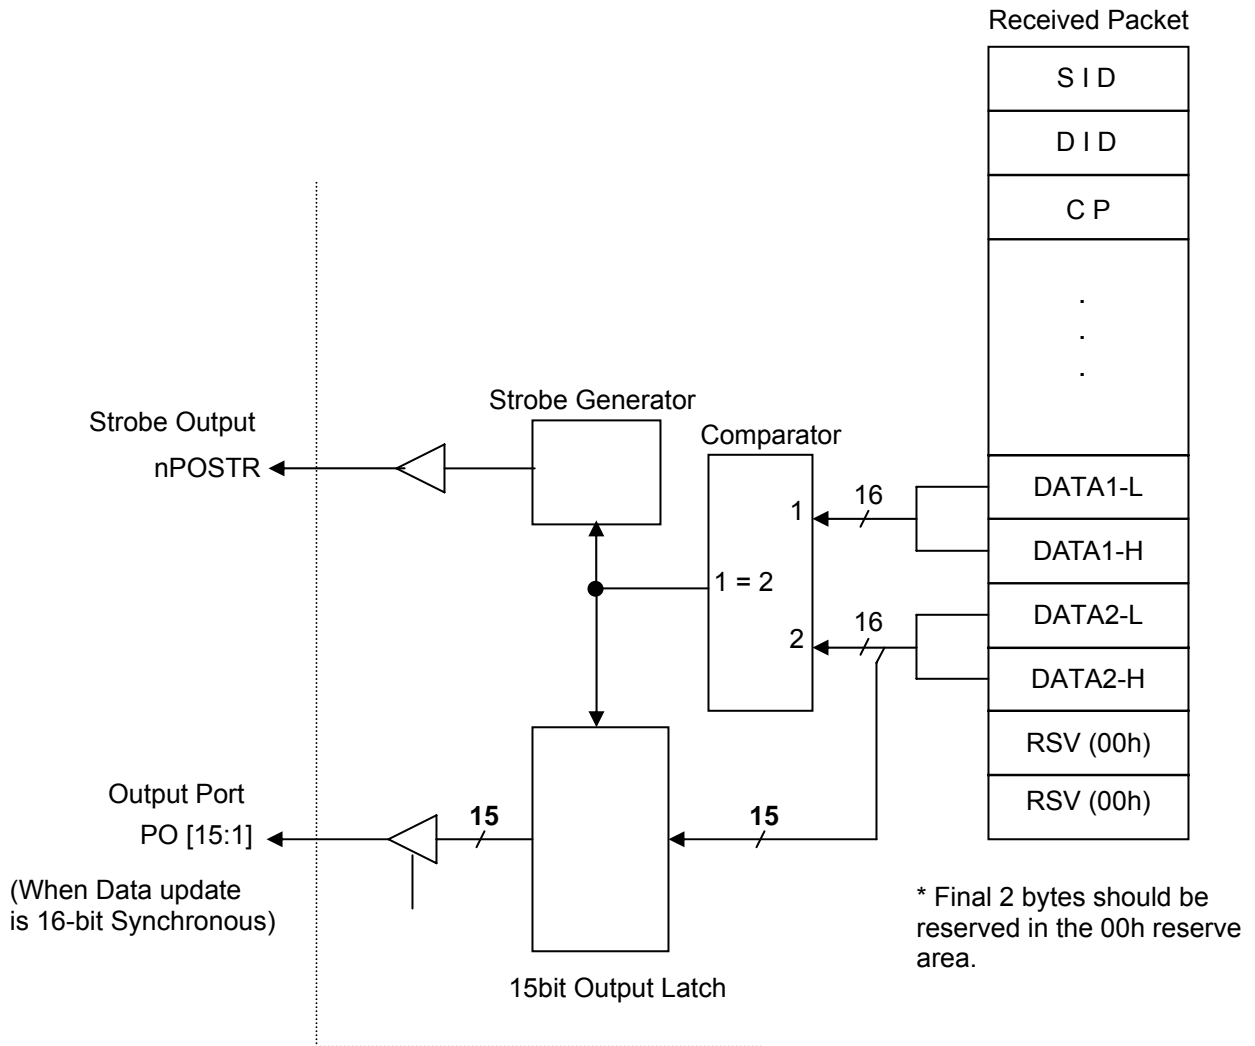 Received Packet
S I D
D I D
C P
.
.
.
Strobe Generator
Strobe Output
nPOSTR
Comparator
1
16
DATA1-L
DATA1-H
1 = 2
2
16
DATA2-L
DATA2-H
RSV (00h)
RSV (00h)
Output Port
PO [15:1]
15
15
(When Data update
is 16-bit Synchronous)
* Final 2 bytes should be
reserved in the 00h reserve
area.
15bit Output Latch